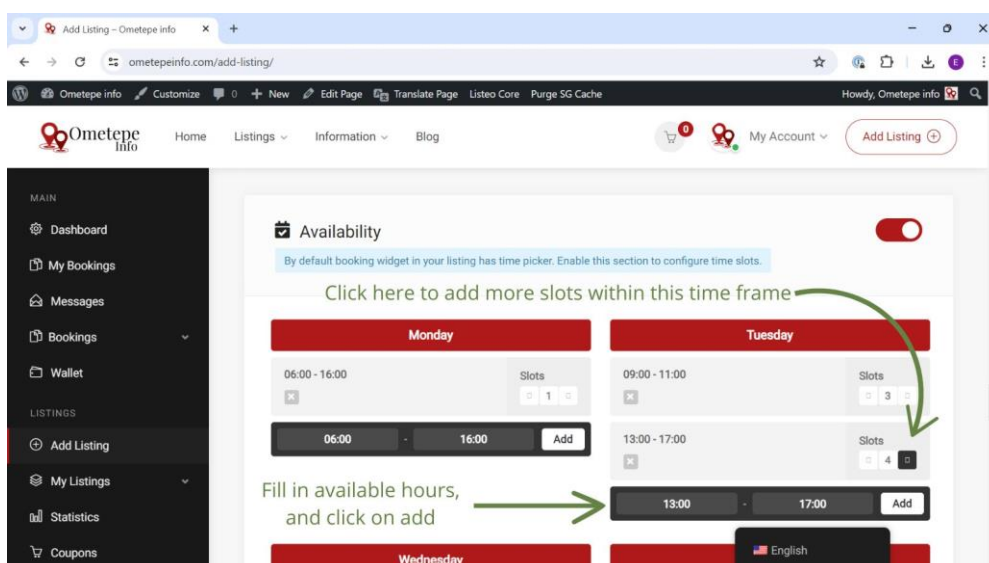 Add Listing – Ometepe info
ometepeinfo.com/add-listing/
E
Ometepe info Customize 0 New Edit Page Translate Page Listeo Core Purge SG Cache Howdy, Ometepe info
Ometepe Info
Home Listings Information Blog 0 My Account Add Listing
MAIN
Dashboard
My Bookings
Messages
Bookings
Wallet
LISTINGS
Add Listing
My Listings
Statistics
Coupons
Availability
By default booking widget in your listing has time picker. Enable this section to configure time slots.
Click here to add more slots within this time frame
Monday
06:00 - 16:00 Slots
1
06:00 - 16:00 Add
Tuesday
09:00 - 11:00 Slots
3
13:00 - 17:00 Slots
4
13:00 - 17:00 Add
Fill in available hours,
and click on add
Wednesday
English